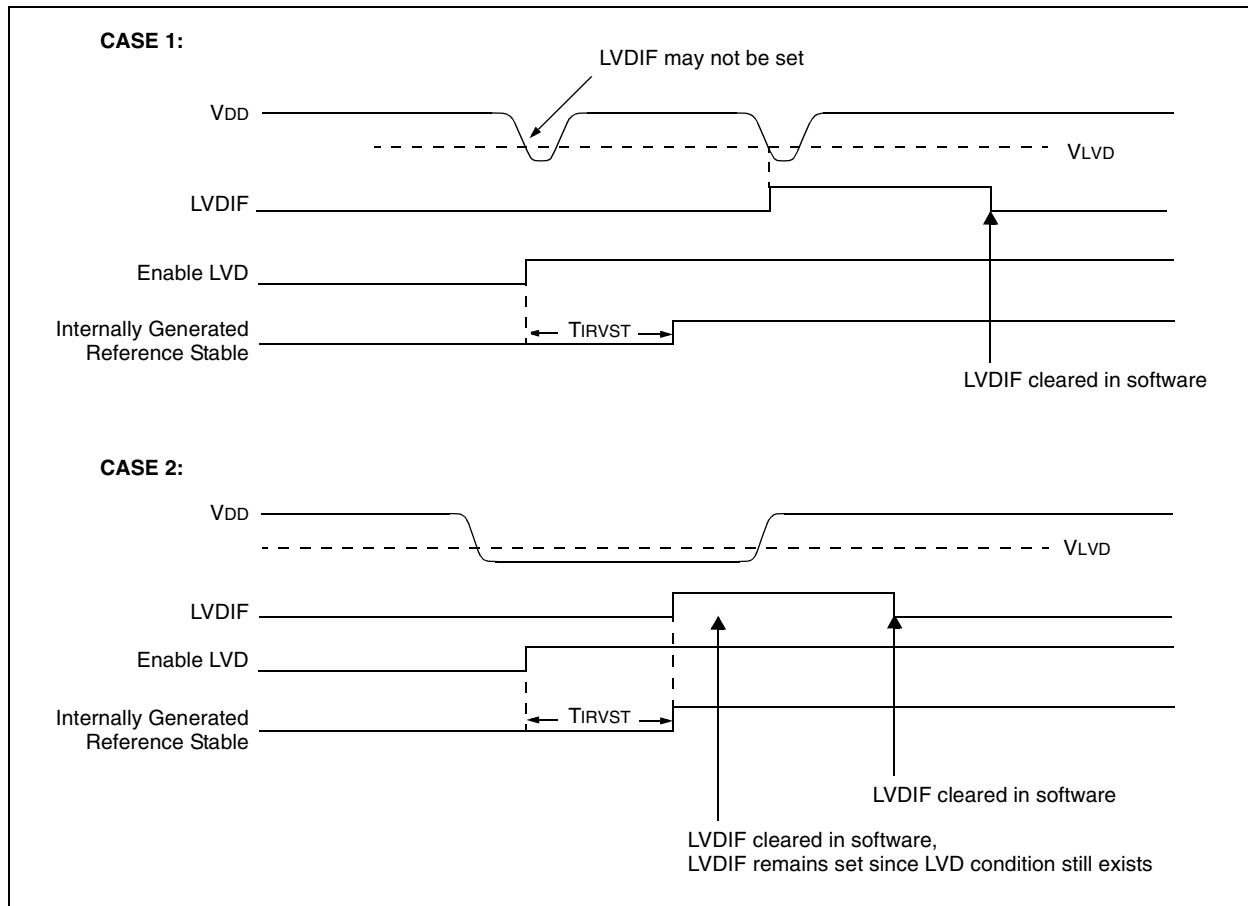 CASE 1:
LVDIF may not be set
VDD
VLVD
LVDIF
Enable LVD
TIRVST
Internally Generated
Reference Stable
LVDIF cleared in software
CASE 2:
VDD
VLVD
LVDIF
Enable LVD
TIRVST
Internally Generated
Reference Stable
LVDIF cleared in software
LVDIF cleared in software,
LVDIF remains set since LVD condition still exists